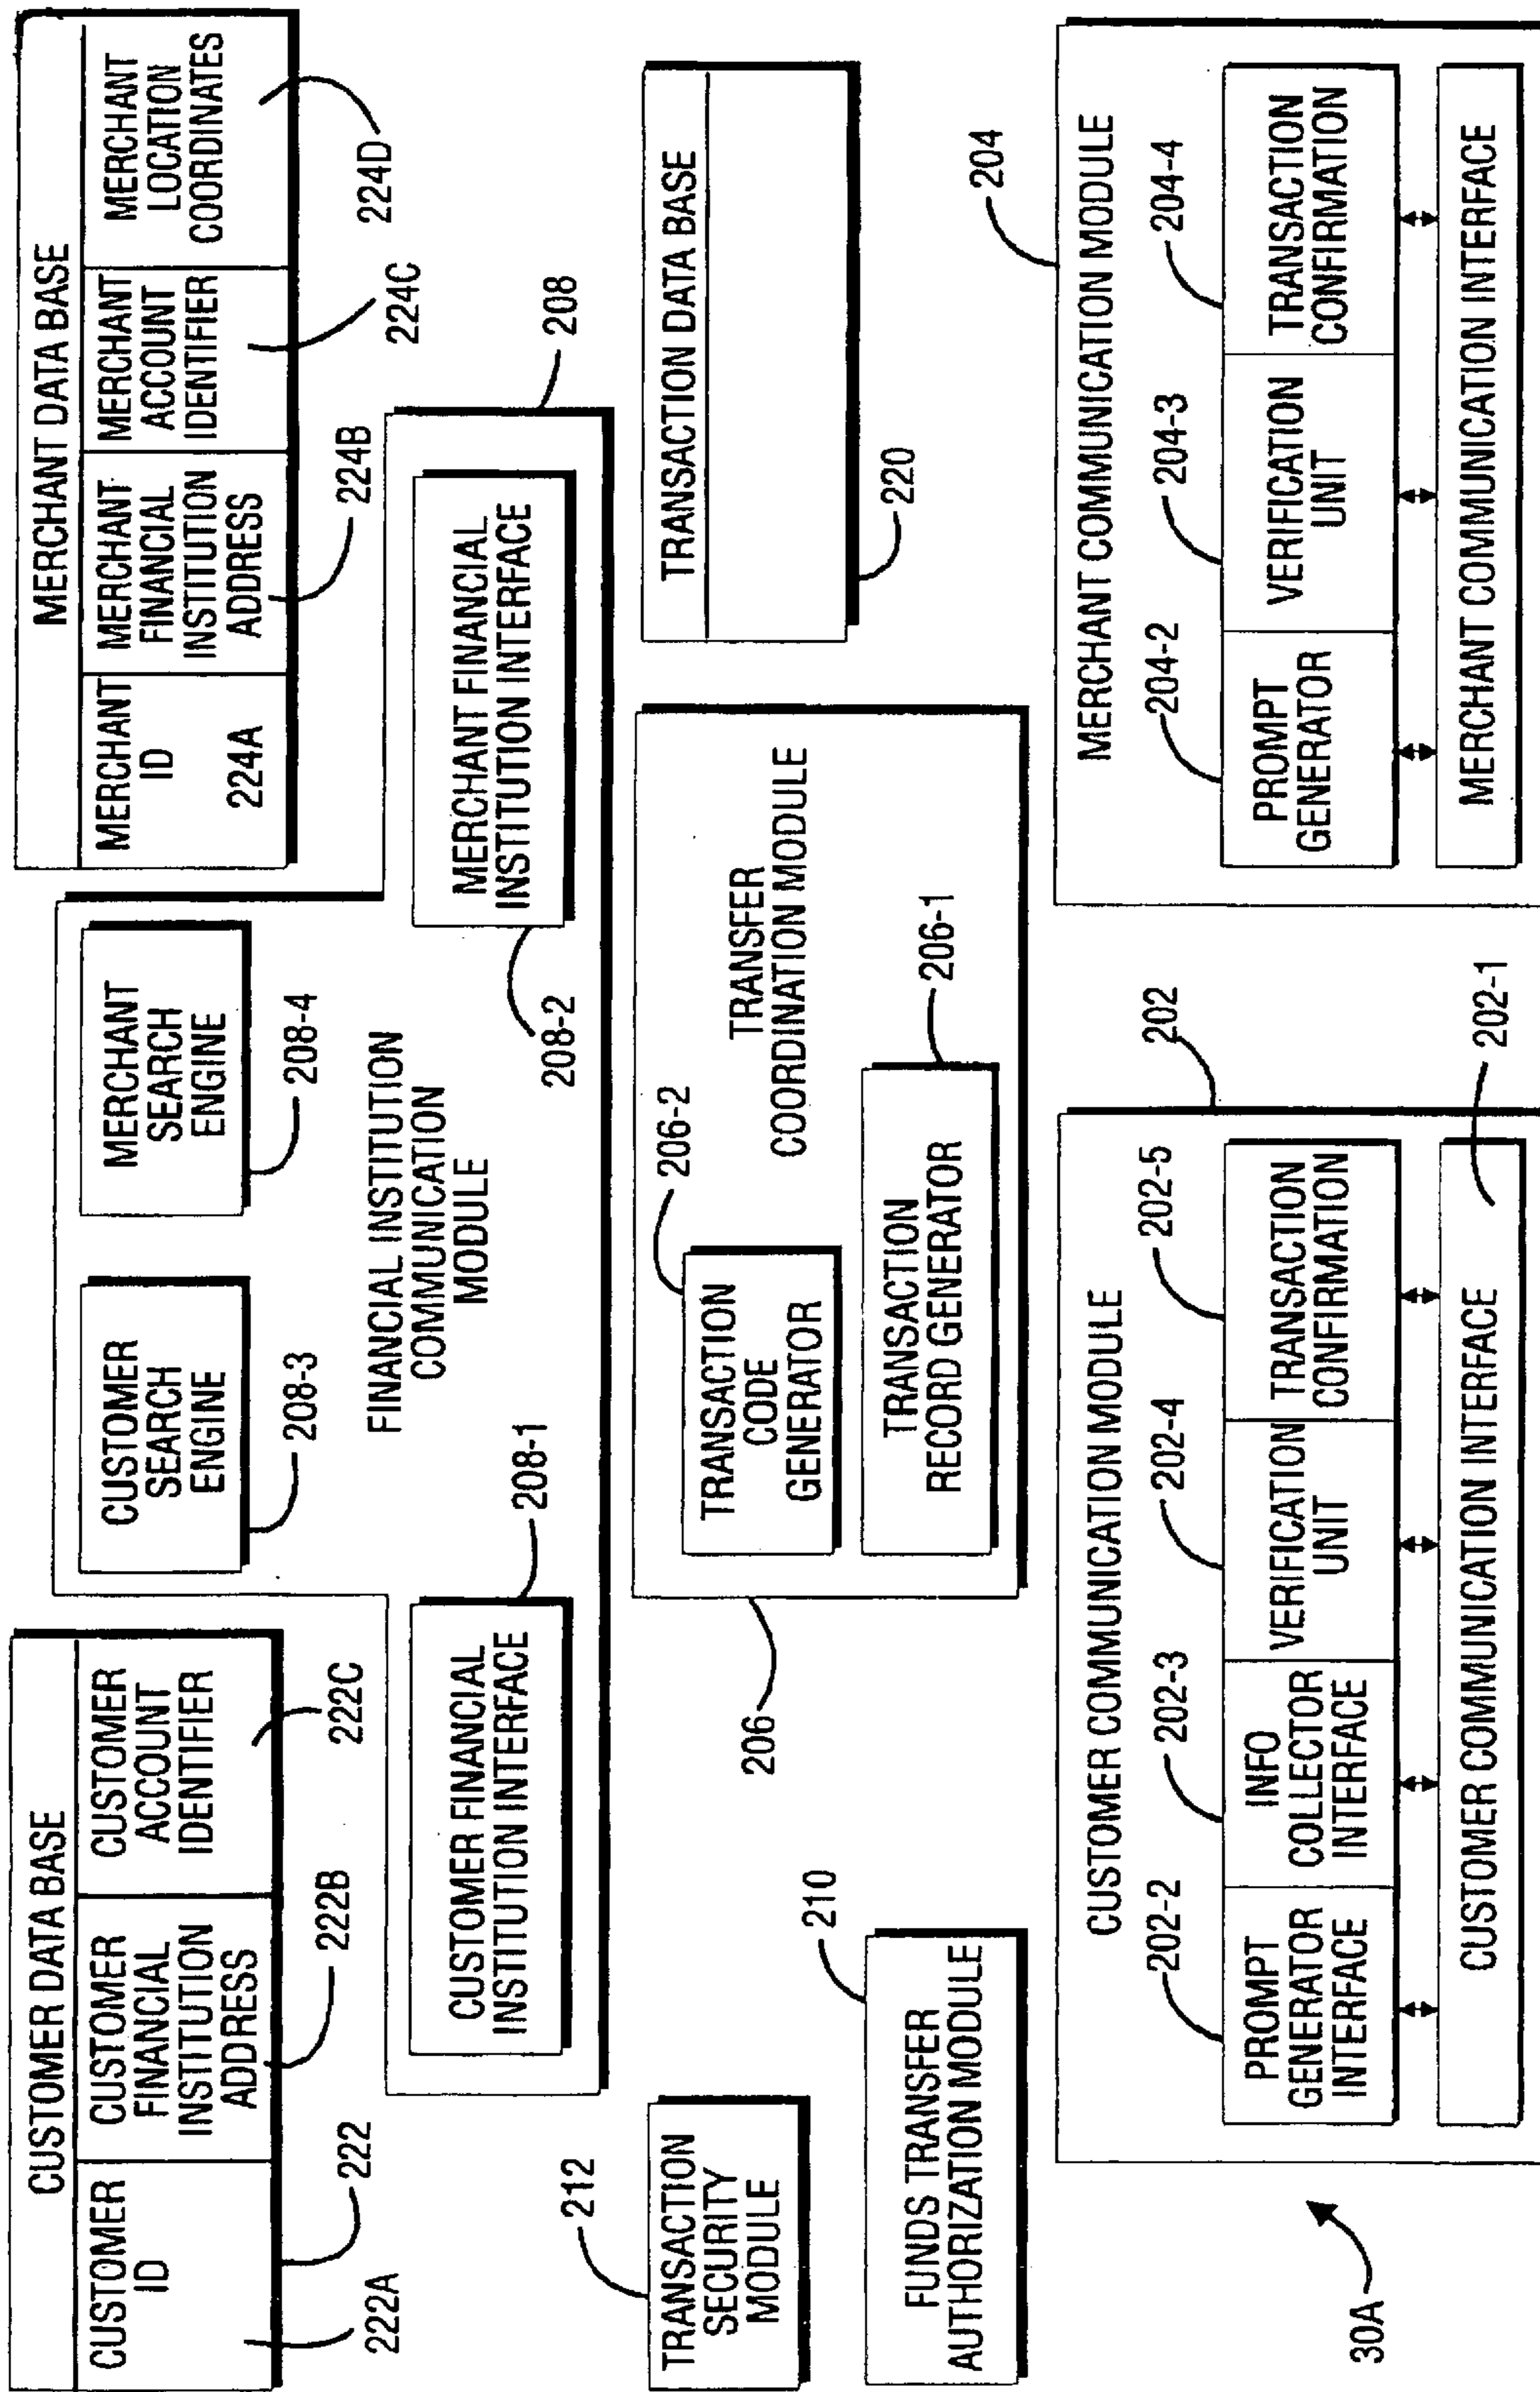 CUSTOMER DATA BASE
CUSTOMER
ID
CUSTOMER
FINANCIAL
INSTITUTION
ADDRESS
CUSTOMER
ACCOUNT
IDENTIFIER
222A
222
222B
222C
CUSTOMER
SEARCH
ENGINE
208-3
MERCHANT
SEARCH
ENGINE
208-4
FINANCIAL INSTITUTION
COMMUNICATION
MODULE
CUSTOMER FINANCIAL
INSTITUTION INTERFACE
208-1
MERCHANT FINANCIAL
INSTITUTION INTERFACE
208-2
208
MERCHANT DATA BASE
MERCHANT
ID
224A
MERCHANT
FINANCIAL
INSTITUTION
ADDRESS
MERCHANT
ACCOUNT
IDENTIFIER
MERCHANT
LOCATION
COORDINATES
224B
224C
224D
212
TRANSACTION
SECURITY
MODULE
210
FUNDS TRANSFER
AUTHORIZATION MODULE
206
206-2
TRANSACTION
CODE
GENERATOR
TRANSFER
COORDINATION MODULE
206-1
TRANSACTION
RECORD GENERATOR
TRANSACTION DATA BASE
220
30A
CUSTOMER COMMUNICATION MODULE
202
202-2
202-3
202-4
202-5
PROMPT
GENERATOR
INTERFACE
INFO
COLLECTOR
INTERFACE
VERIFICATION
UNIT
TRANSACTION
CONFIRMATION
CUSTOMER COMMUNICATION INTERFACE
202-1
MERCHANT COMMUNICATION MODULE
204
204-2
204-3
204-4
PROMPT
GENERATOR
VERIFICATION
UNIT
TRANSACTION
CONFIRMATION
MERCHANT COMMUNICATION INTERFACE